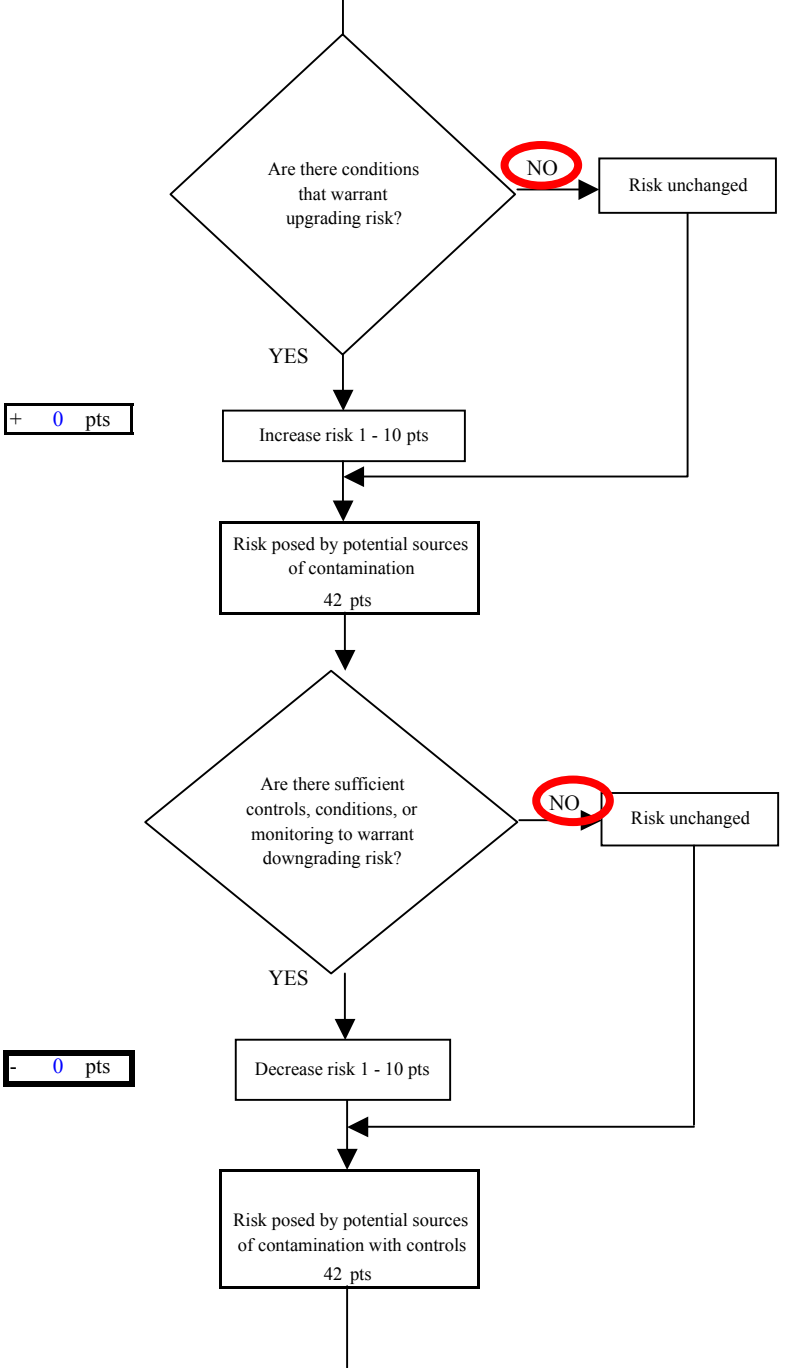 Are there conditions
that warrant
upgrading risk?
NO
Risk unchanged
YES
+ 0 pts
Increase risk 1 - 10 pts
Risk posed by potential sources
of contamination
42 pts
Are there sufficient
controls, conditions, or
monitoring to warrant
downgrading risk?
NO
Risk unchanged
YES
- 0 pts
Decrease risk 1 - 10 pts
Risk posed by potential sources
of contamination with controls
42 pts